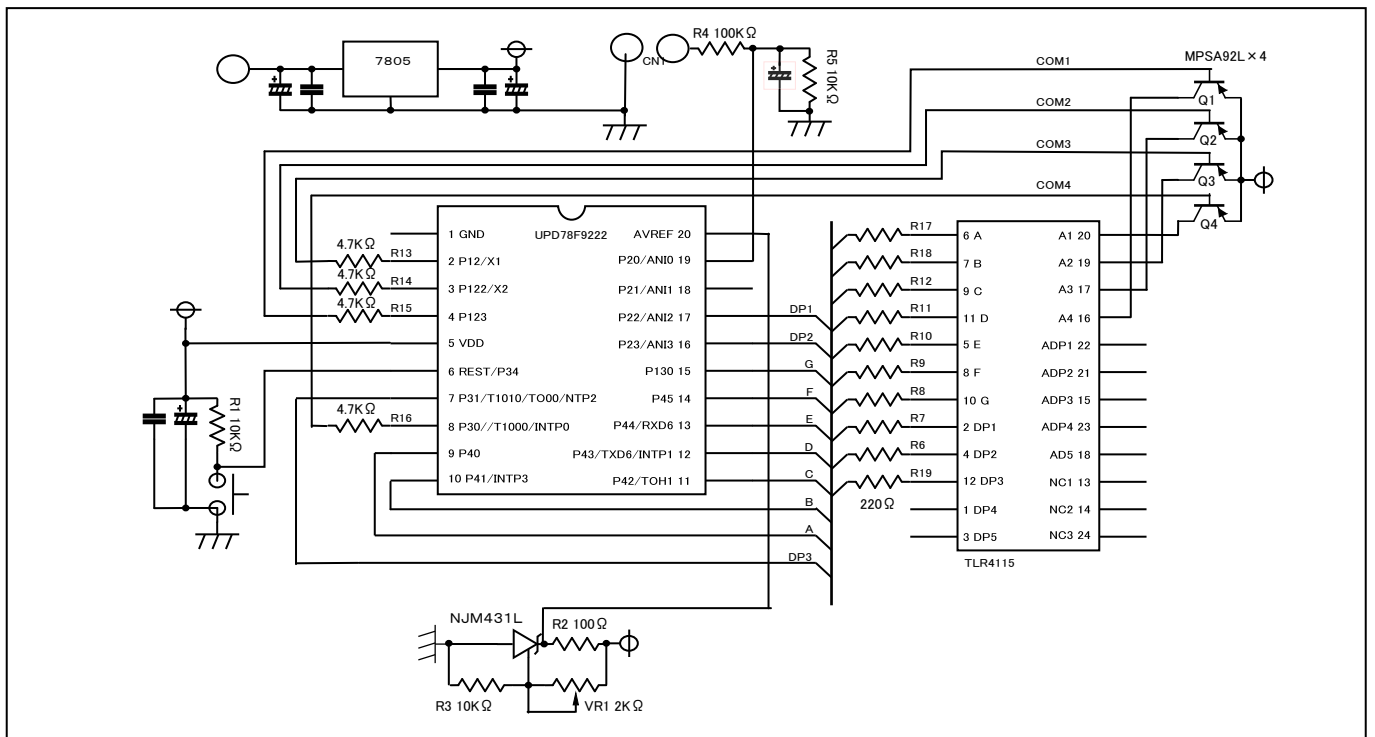 7805
CN1
R4 100KΩ
R5 10KΩ
MPSA92L×4
COM1
Q1
COM2
Q2
COM3
Q3
COM4
Q4
UPD78F9222
1 GND
AVREF 20
4.7KΩ
R13
2 P12/X1
P20/ANI0 19
4.7KΩ
R14
3 P122/X2
P21/ANI1 18
4.7KΩ
R15
4 P123
P22/ANI2 17
DP1
5 VDD
P23/ANI3 16
DP2
6 REST/P34
P130 15
G
7 P31/T1010/TO00/NTP2
P45 14
F
4.7KΩ
R16
8 P30//T1000/INTP0
P44/RXD6 13
E
9 P40
P43/TXD6/INTP1 12
D
10 P41/INTP3
P42/TOH1 11
C
B
A
DP3
R1 10KΩ
R17
6 A
A1 20
R18
7 B
A2 19
R12
9 C
A3 17
R11
11 D
A4 16
R10
5 E
ADP1 22
R9
8 F
ADP2 21
R8
10 G
ADP3 15
R7
2 DP1
ADP4 23
R6
4 DP2
AD5 18
R19
12 DP3
NC1 13
220Ω
1 DP4
NC2 14
3 DP5
NC3 24
TLR4115
NJM431L
R2 100Ω
R3 10KΩ
VR1 2KΩ